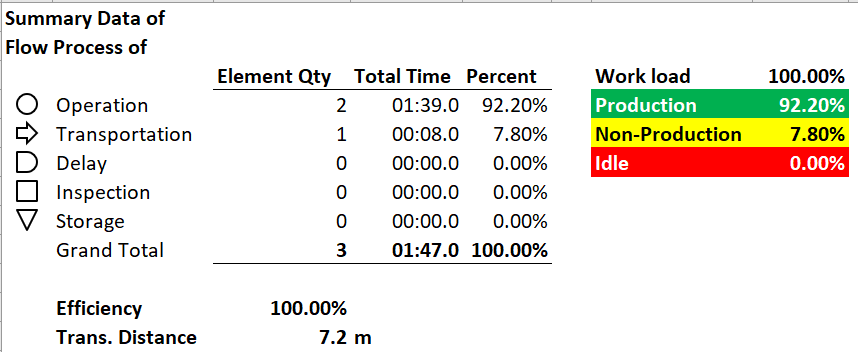 Summary Data of
Flow Process of
Element Qty Total Time Percent Work load 100.00%
Operation 2 01:39.0 92.20% Production 92.20%
Transportation 1 00:08.0 7.80% Non-Production 7.80%
Delay 0 00:00.0 0.00% Idle 0.00%
Inspection 0 00:00.0 0.00%
Storage 0 00:00.0 0.00%
Grand Total 3 01:47.0 100.00%
Efficiency 100.00%
Trans. Distance 7.2 m